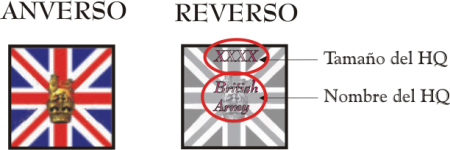 ANVERSO
REVERSO
XXXX
Tamaño del HQ
British
Army
Nombre del HQ